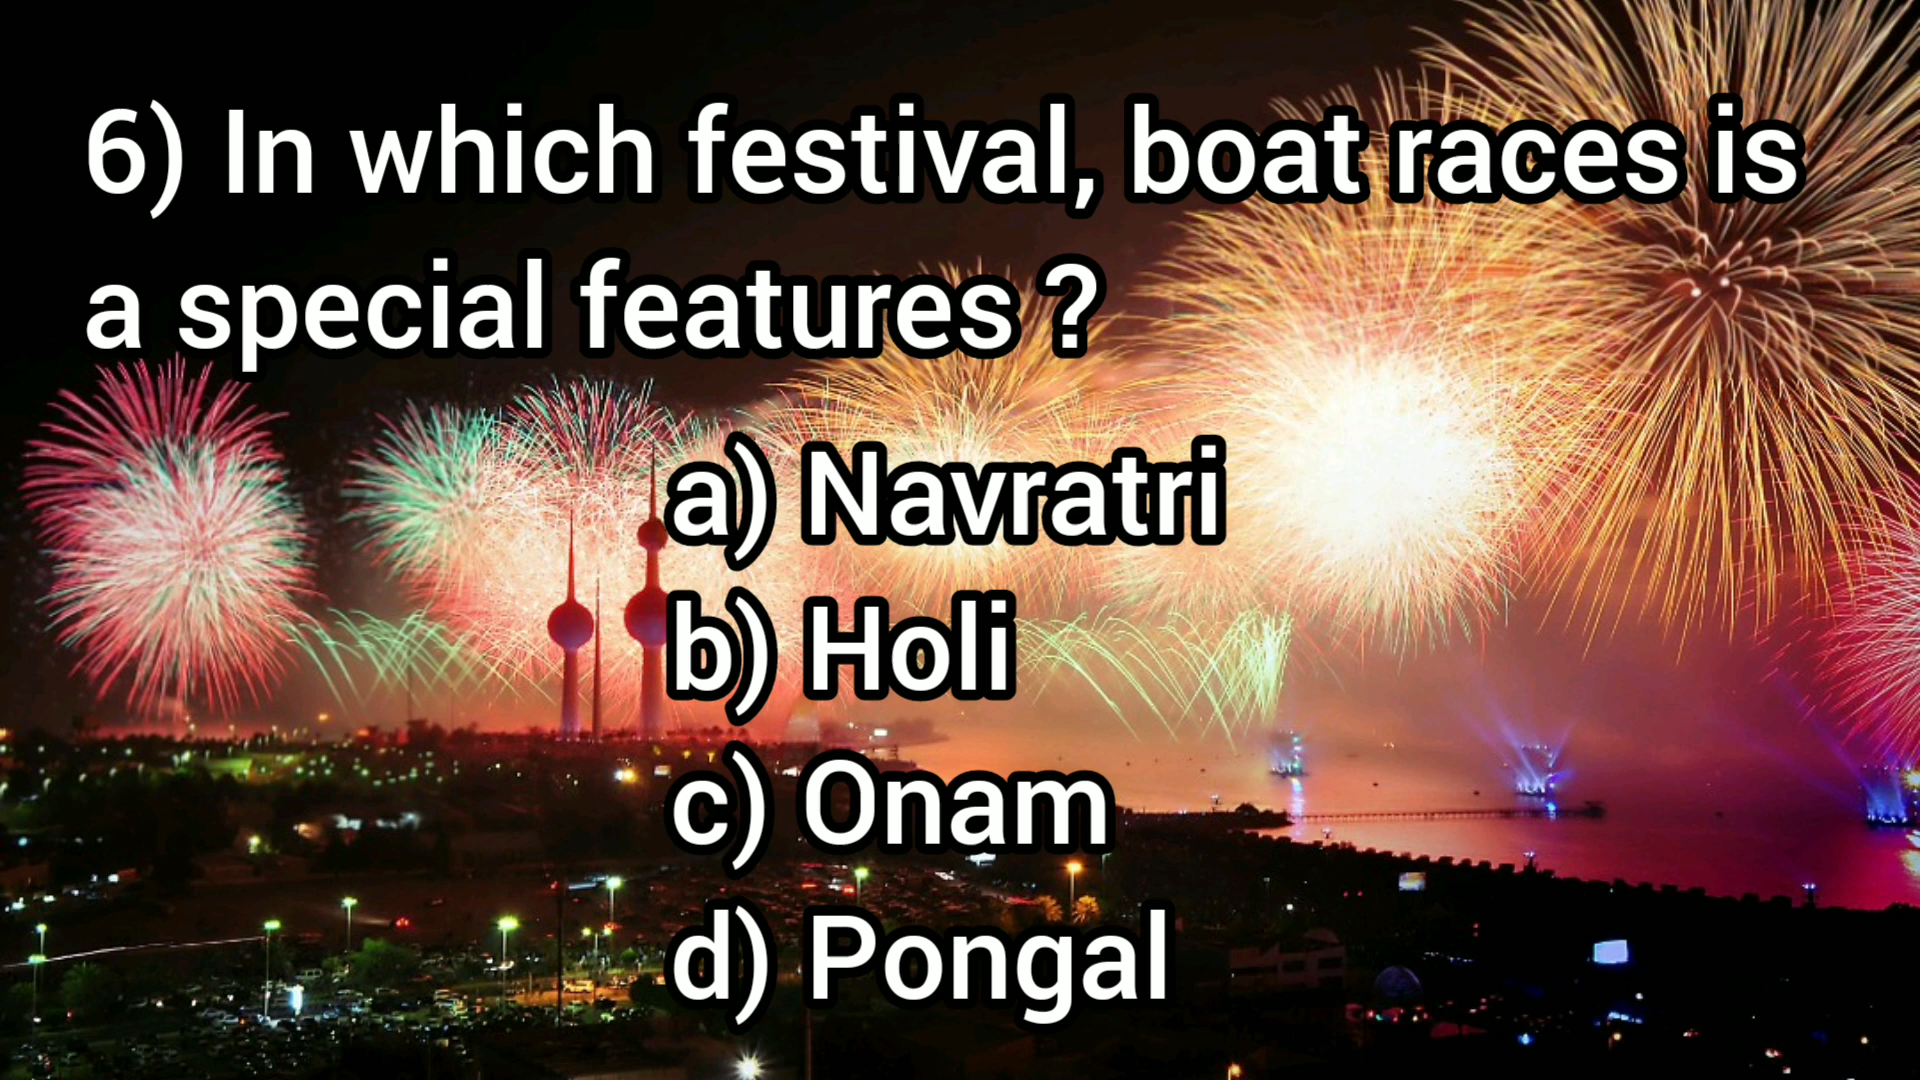 6) In which festival, boat races is
a special features ?
a) Navratri
b) Holi
c) Onam
d) Pongal